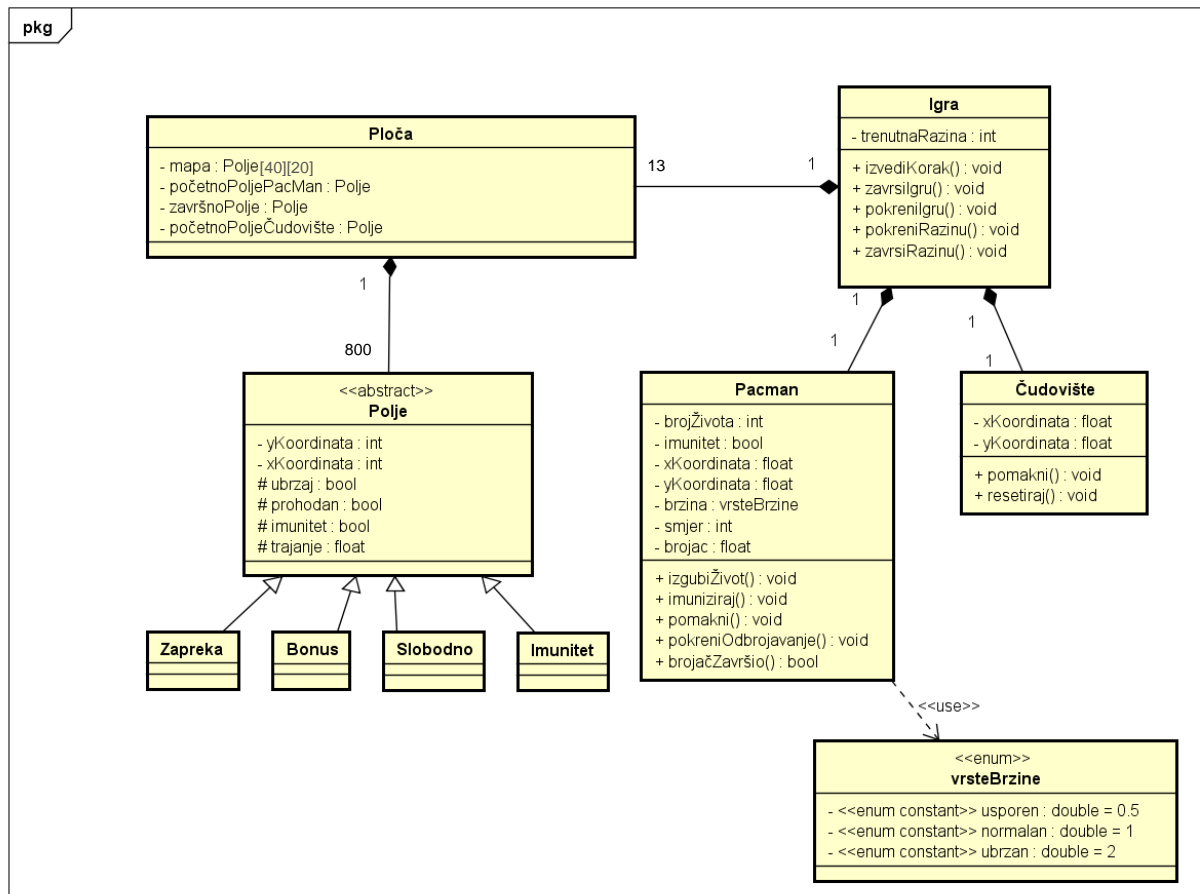 pkg
Ploča
- mapa : Polje[40][20]
- početnoPoljePacMan : Polje
- završnoPolje : Polje
- početnoPoljeČudovište : Polje
13
1
Igra
- trenutnaRazina : int
+ izvediKorak() : void
+ zavrsiIgru() : void
+ pokreniIgru() : void
+ pokreniRazinu() : void
+ zavrsiRazinu() : void
1
800
1
1
1
1
<<abstract>>
Polje
- yKoordinata : int
- xKoordinata : int
# ubrzaj : bool
# prohodan : bool
# imunitet : bool
# trajanje : float
Pacman
- brojŽivota : int
- imunitet : bool
- xKoordinata : float
- yKoordinata : float
- brzina : vrsteBrzine
- smjer : int
- brojac : float
+ izgubiŽivot() : void
+ imuniziraj() : void
+ pomakni() : void
+ pokreniOdbrojavanje() : void
+ brojačZavršio() : bool
Čudovište
- xKoordinata : float
- yKoordinata : float
+ pomakni() : void
+ resetiraj() : void
Zapreka
Bonus
Slobodno
Imunitet
<<use>>
<<enum>>
vrsteBrzine
- <<enum constant>> usporen : double = 0.5
- <<enum constant>> normalan : double = 1
- <<enum constant>> ubrzan : double = 2